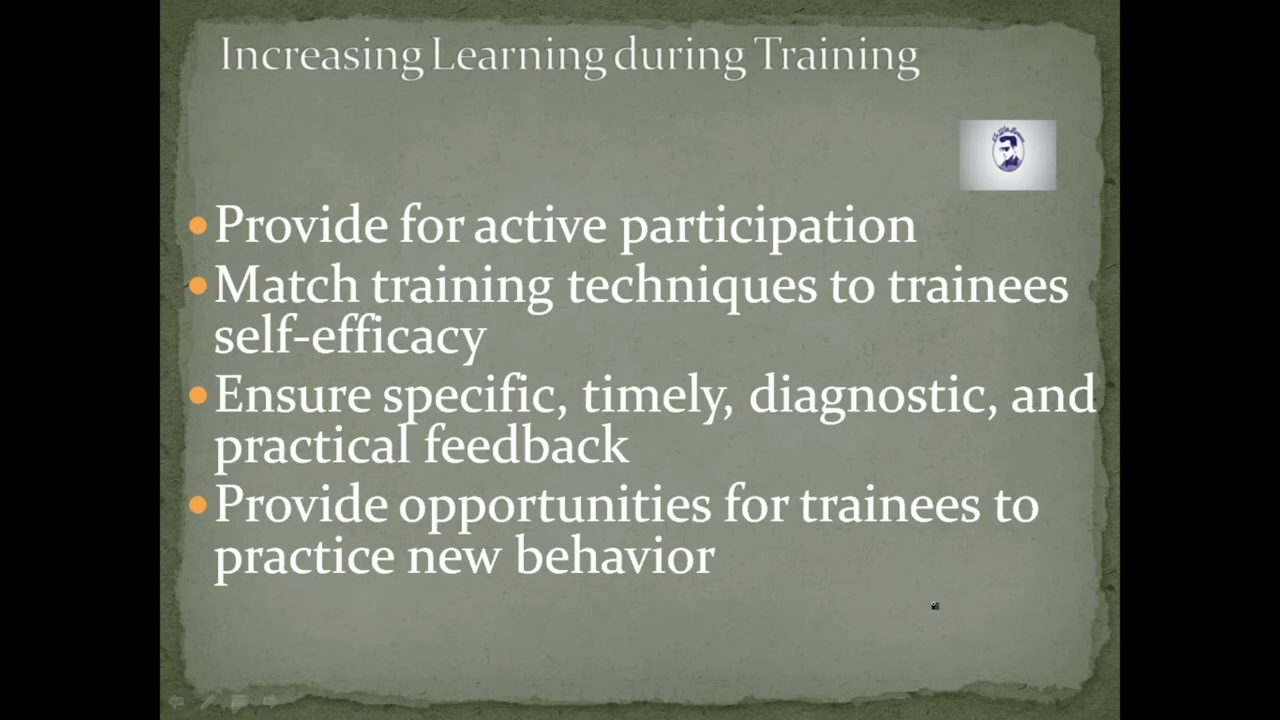 Increasing Learning during Training
Provide for active participation
Match training techniques to trainees
self-efficacy
Ensure specific, timely, diagnostic, and
practical feedback
Provide opportunities for trainees to
practice new behavior